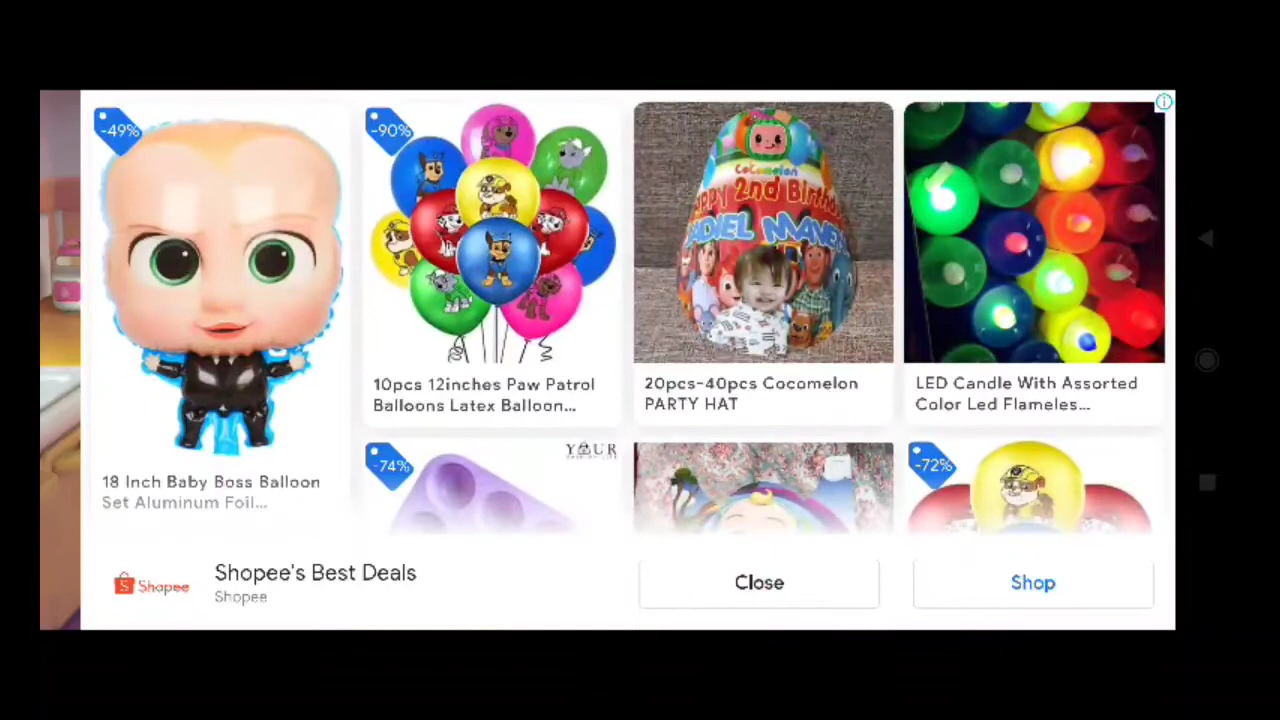 -49%
-90%
CoComelon
20pcs-40pcs Cocomelon
PARTY HAT
10pcs 12inches Paw Patrol
Balloons Latex Balloon...
LED Candle With Assorted
Color Led Flameles...
18 Inch Baby Boss Balloon
Set Aluminum Foil...
-74%
YOUR
-72%
Shopee
Shopee's Best Deals
Shopee
Close
Shop